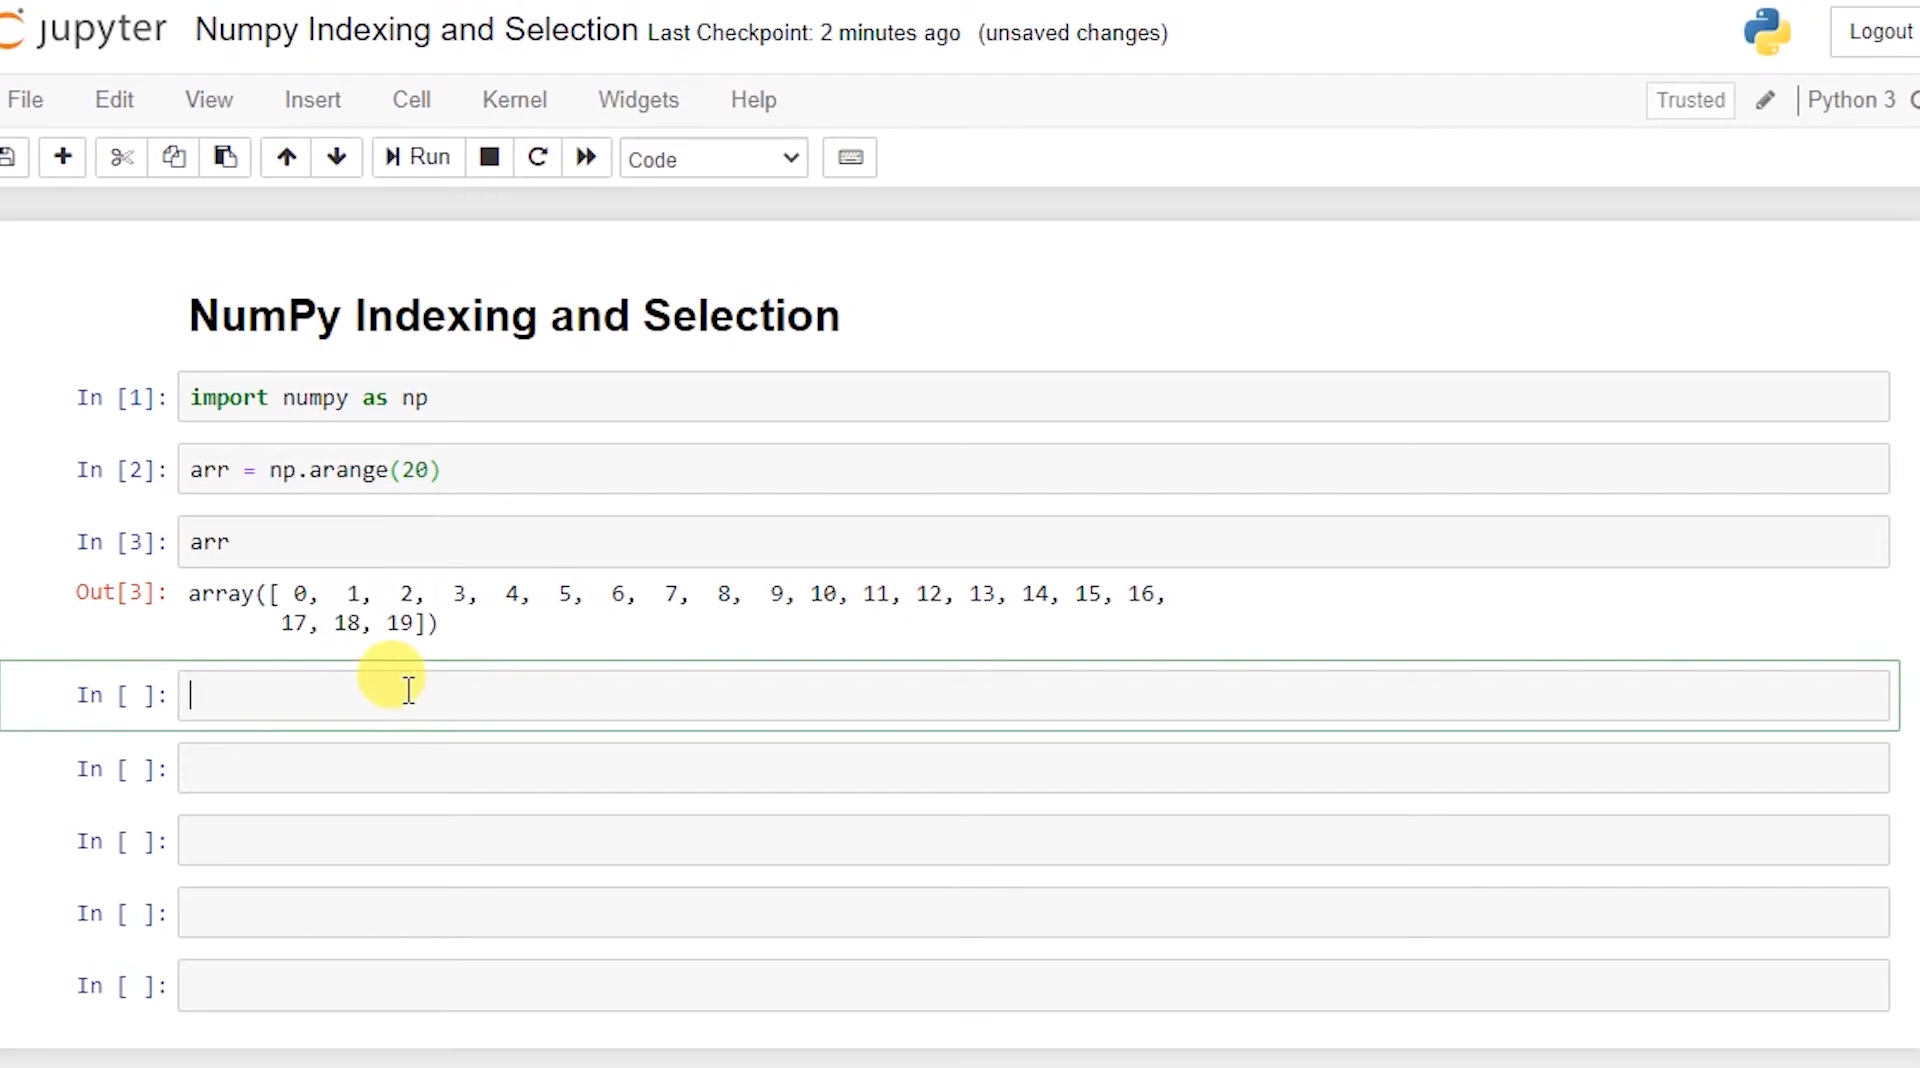 jupyter Numpy Indexing and Selection Last Checkpoint: 2 minutes ago (unsaved changes) Logout
File Edit View Insert Cell Kernel Widgets Help Trusted Python 3
Run Code
NumPy Indexing and Selection
In [1]: import numpy as np
In [2]: arr = np.arange(20)
In [3]: arr
Out[3]: array([ 0,  1,  2,  3,  4,  5,  6,  7,  8,  9, 10, 11, 12, 13, 14, 15, 16,
17, 18, 19])
In [ ]:
In [ ]:
In [ ]:
In [ ]:
In [ ]: